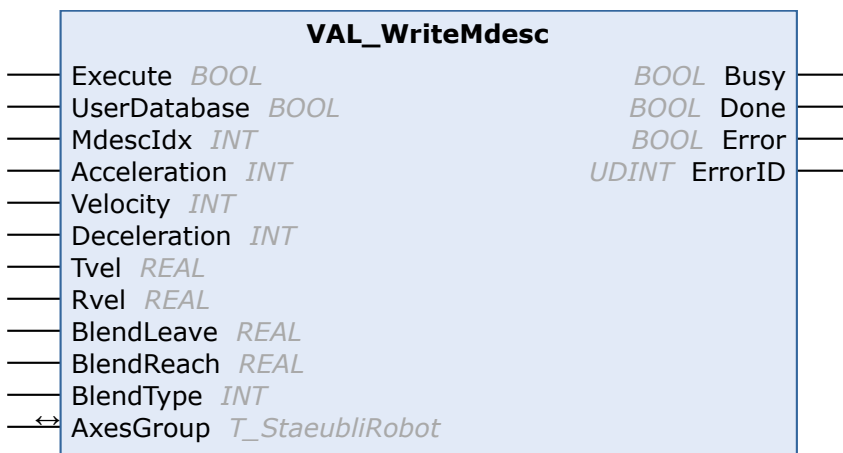 VAL_WriteMdesc
Execute BOOL BOOL Busy
UserDatabase BOOL BOOL Done
MdescIdx INT BOOL Error
Acceleration INT UDINT ErrorID
Velocity INT
Deceleration INT
Tvel REAL
Rvel REAL
BlendLeave REAL
BlendReach REAL
BlendType INT
↔ AxesGroup T_StaeubliRobot